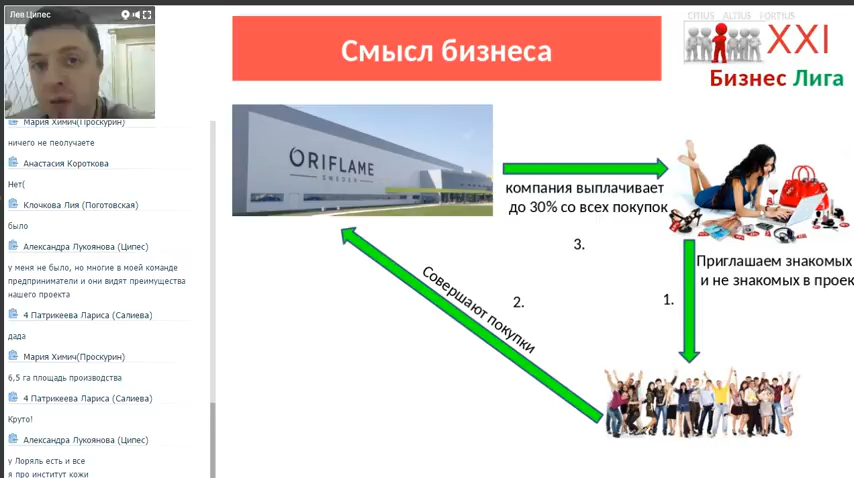 Лев Ципес
Мария Химич(Проскурин)
ничего не пеолучаете
Анастасия Короткова
Нет(
Клочкова Лия (Поготовская)
было
Александра Лукоянова (Ципес)
у меня не было, но многие в моей команде
предприниматели и они видят преимущества
нашего проекта
4 Патрикеева Лариса (Салиева)
дада
Мария Химич(Проскурин)
6,5 га площадь производства
4 Патрикеева Лариса (Салиева)
Круто!
Александра Лукоянова (Ципес)
у Лоряль есть и все
я про институт кожи
Смысл бизнеса
CITIUS ALTIUS FORTIUS
XXI
Бизнес Лига
ORIFLAME
SWEDEN
компания выплачивает
до 30% со всех покупок
3.
Приглашаем знакомых
и не знакомых в проек
1.
2.
Совершают покупки